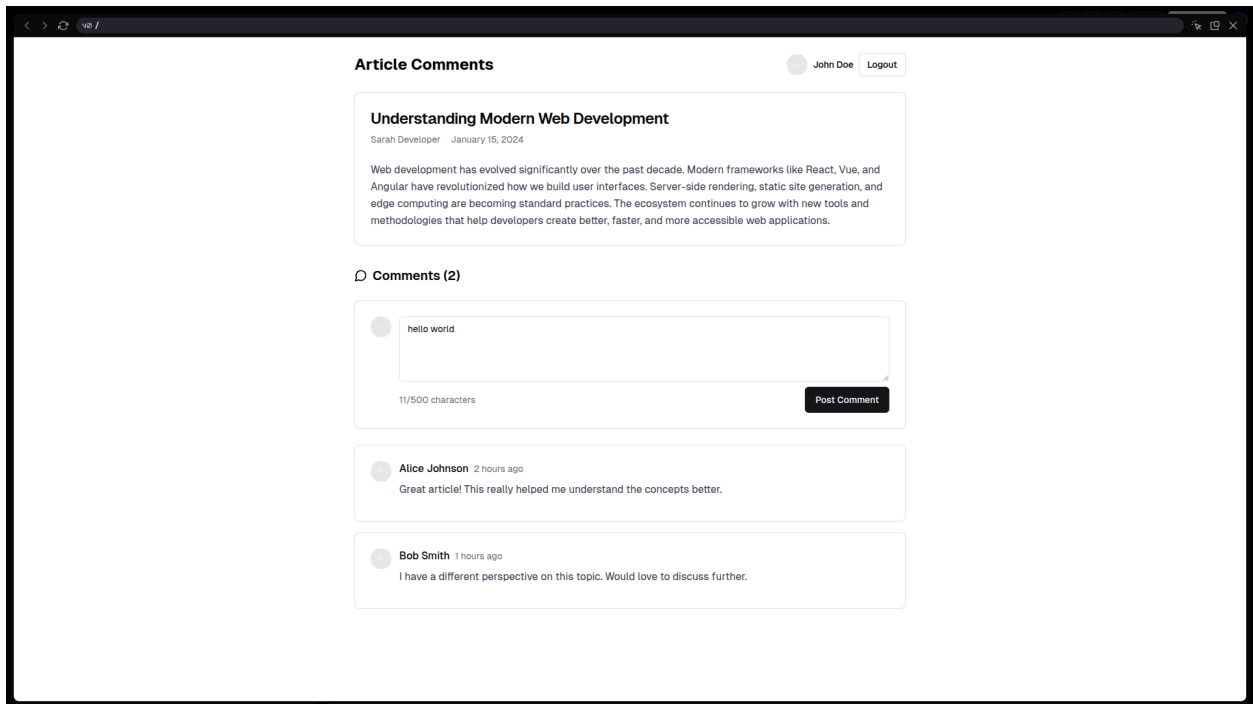 v0 /
Article Comments
John Doe
Logout
Understanding Modern Web Development
Sarah Developer January 15, 2024
Web development has evolved significantly over the past decade. Modern frameworks like React, Vue, and
Angular have revolutionized how we build user interfaces. Server-side rendering, static site generation, and
edge computing are becoming standard practices. The ecosystem continues to grow with new tools and
methodologies that help developers create better, faster, and more accessible web applications.
Comments (2)
hello world
11/500 characters
Post Comment
Alice Johnson 2 hours ago
Great article! This really helped me understand the concepts better.
Bob Smith 1 hours ago
I have a different perspective on this topic. Would love to discuss further.